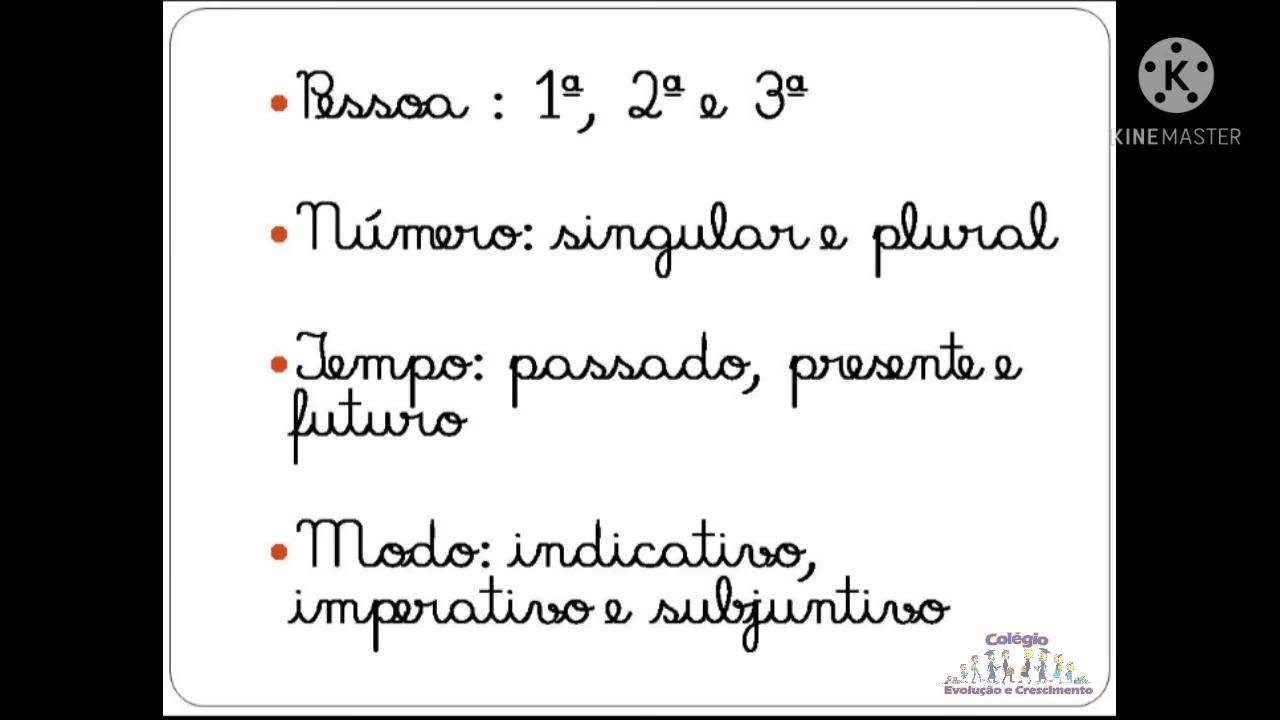 • Pessoa : 1ª, 2ª e 3ª
• Número: singular e plural
• Tempo: passado, presente e
futuro
• Modo: indicativo,
imperativo e subjuntivo
K
KINEMASTER
Colégio
Evolução e Crescimento